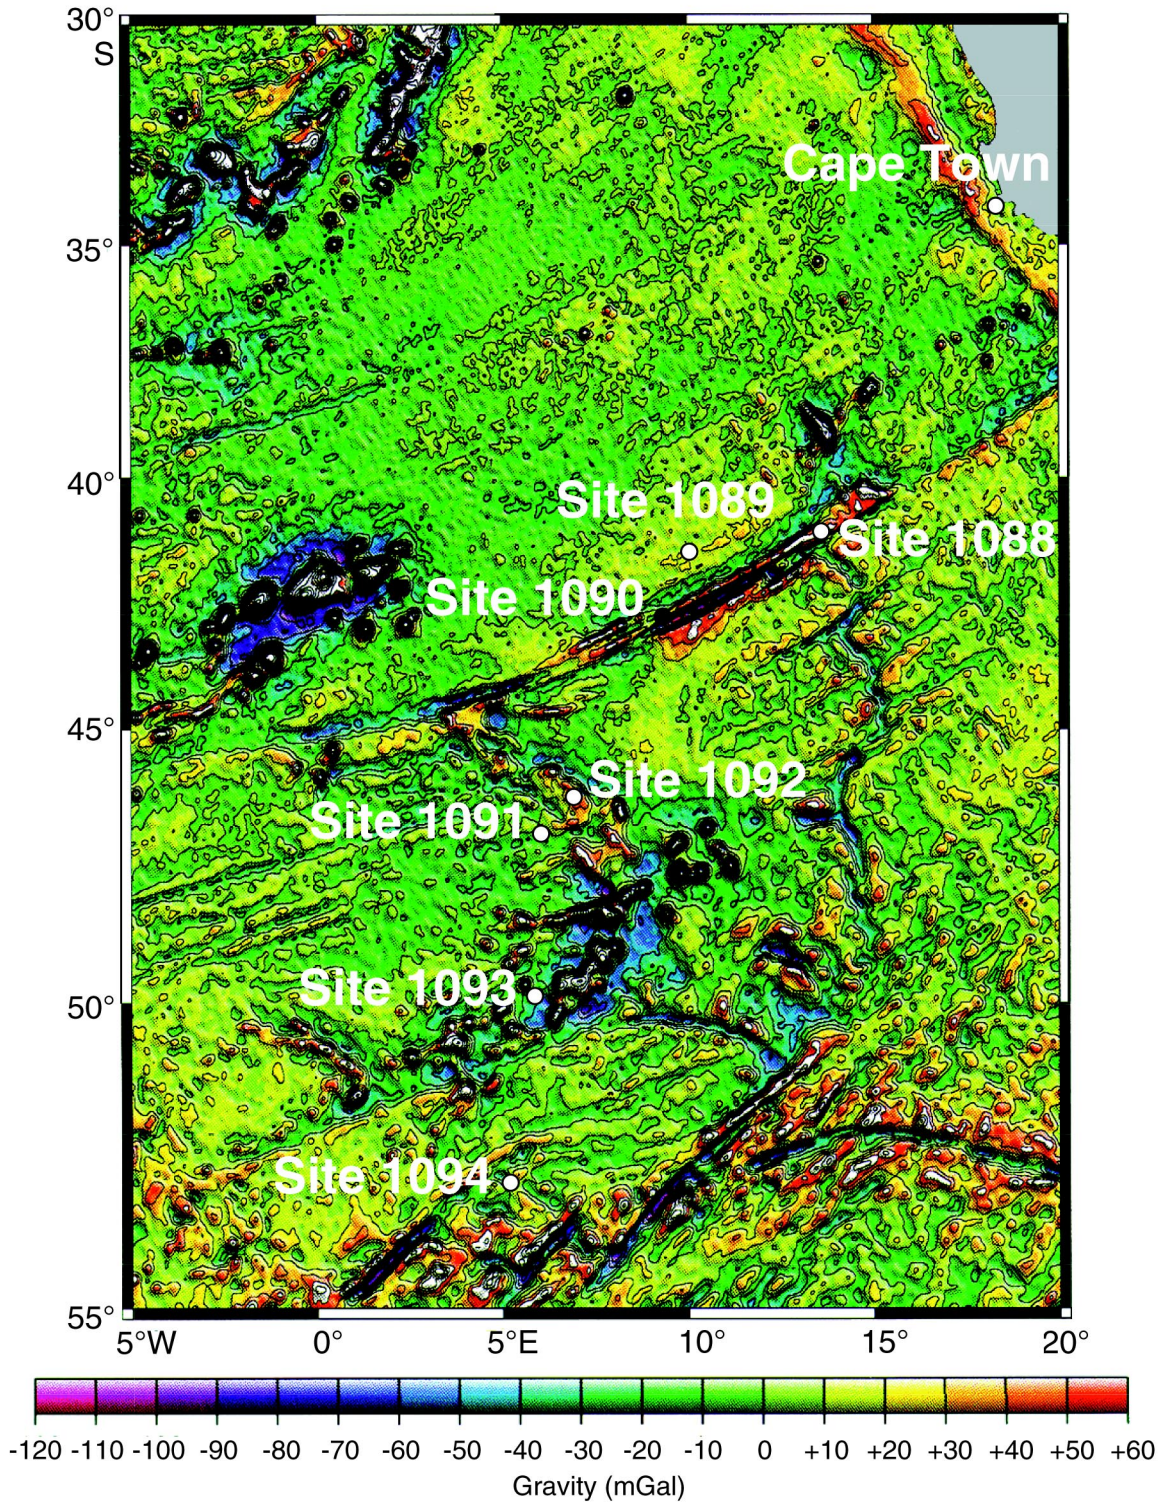 30°
S
Cape Town
35°
40°
Site 1089
Site 1088
Site 1090
45°
Site 1092
Site 1091
Site 1093
50°
Site 1094
55°
5°W 0° 5°E 10° 15° 20°
-120 -110 -100 -90 -80 -70 -60 -50 -40 -30 -20 -10 0 +10 +20 +30 +40 +50 +60
Gravity (mGal)